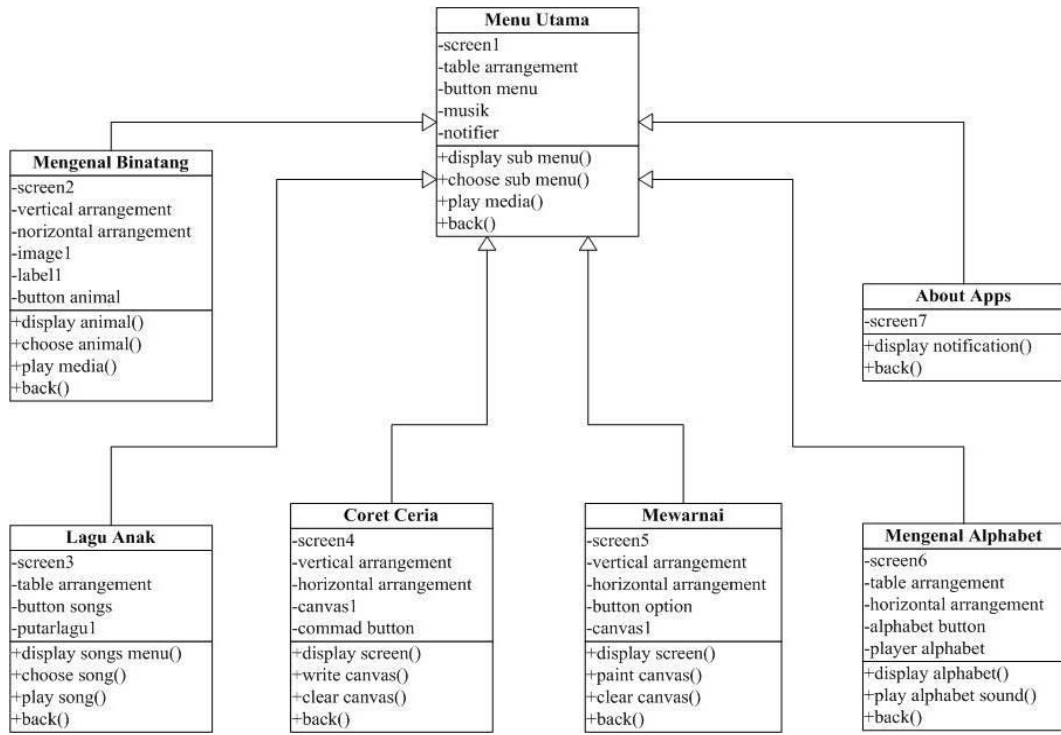 Menu Utama
-screen1
-table arrangement
-button menu
-musik
-notifier
+display sub menu()
+choose sub menu()
+play media()
+back()
Mengenal Binatang
-screen2
-vertical arrangement
-norizontal arrangement
-image1
-label1
-button animal
+display animal()
+choose animal()
+play media()
+back()
About Apps
-screen7
+display notification()
+back()
Lagu Anak
-screen3
-table arrangement
-button songs
-putarlagu1
+display songs menu()
+choose song()
+play song()
+back()
Coret Ceria
-screen4
-vertical arrangement
-horizontal arrangement
-canvas1
-commad button
+display screen()
+write canvas()
+clear canvas()
+back()
Mewarnai
-screen5
-vertical arrangement
-horizontal arrangement
-button option
-canvas1
+display screen()
+paint canvas()
+clear canvas()
+back()
Mengenal Alphabet
-screen6
-table arrangement
-horizontal arrangement
-alphabet button
-player alphabet
+display alphabet()
+play alphabet sound()
+back()